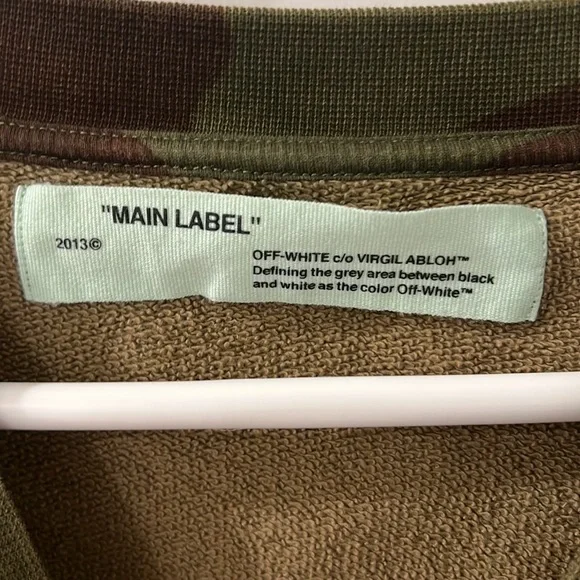 "MAIN LABEL"
2013©
OFF-WHITE c/o VIRGIL ABLOH™
Defining the grey area between black
and white as the color Off-White™